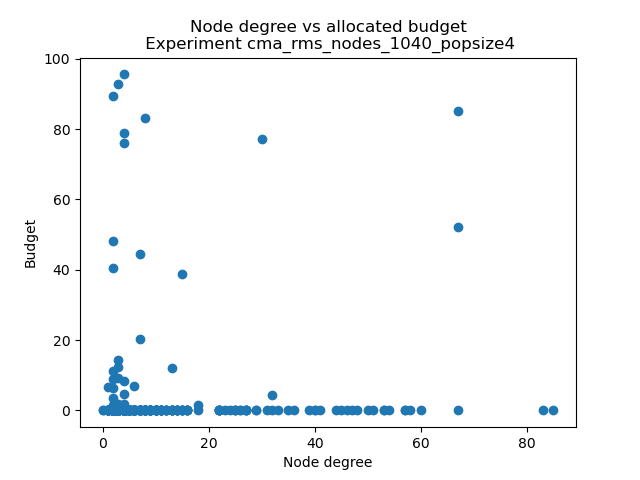 Node degree vs allocated budget
Experiment cma_rms_nodes_1040_popsize4
100
80
60
40
20
0
Budget
0 20 40 60 80
Node degree